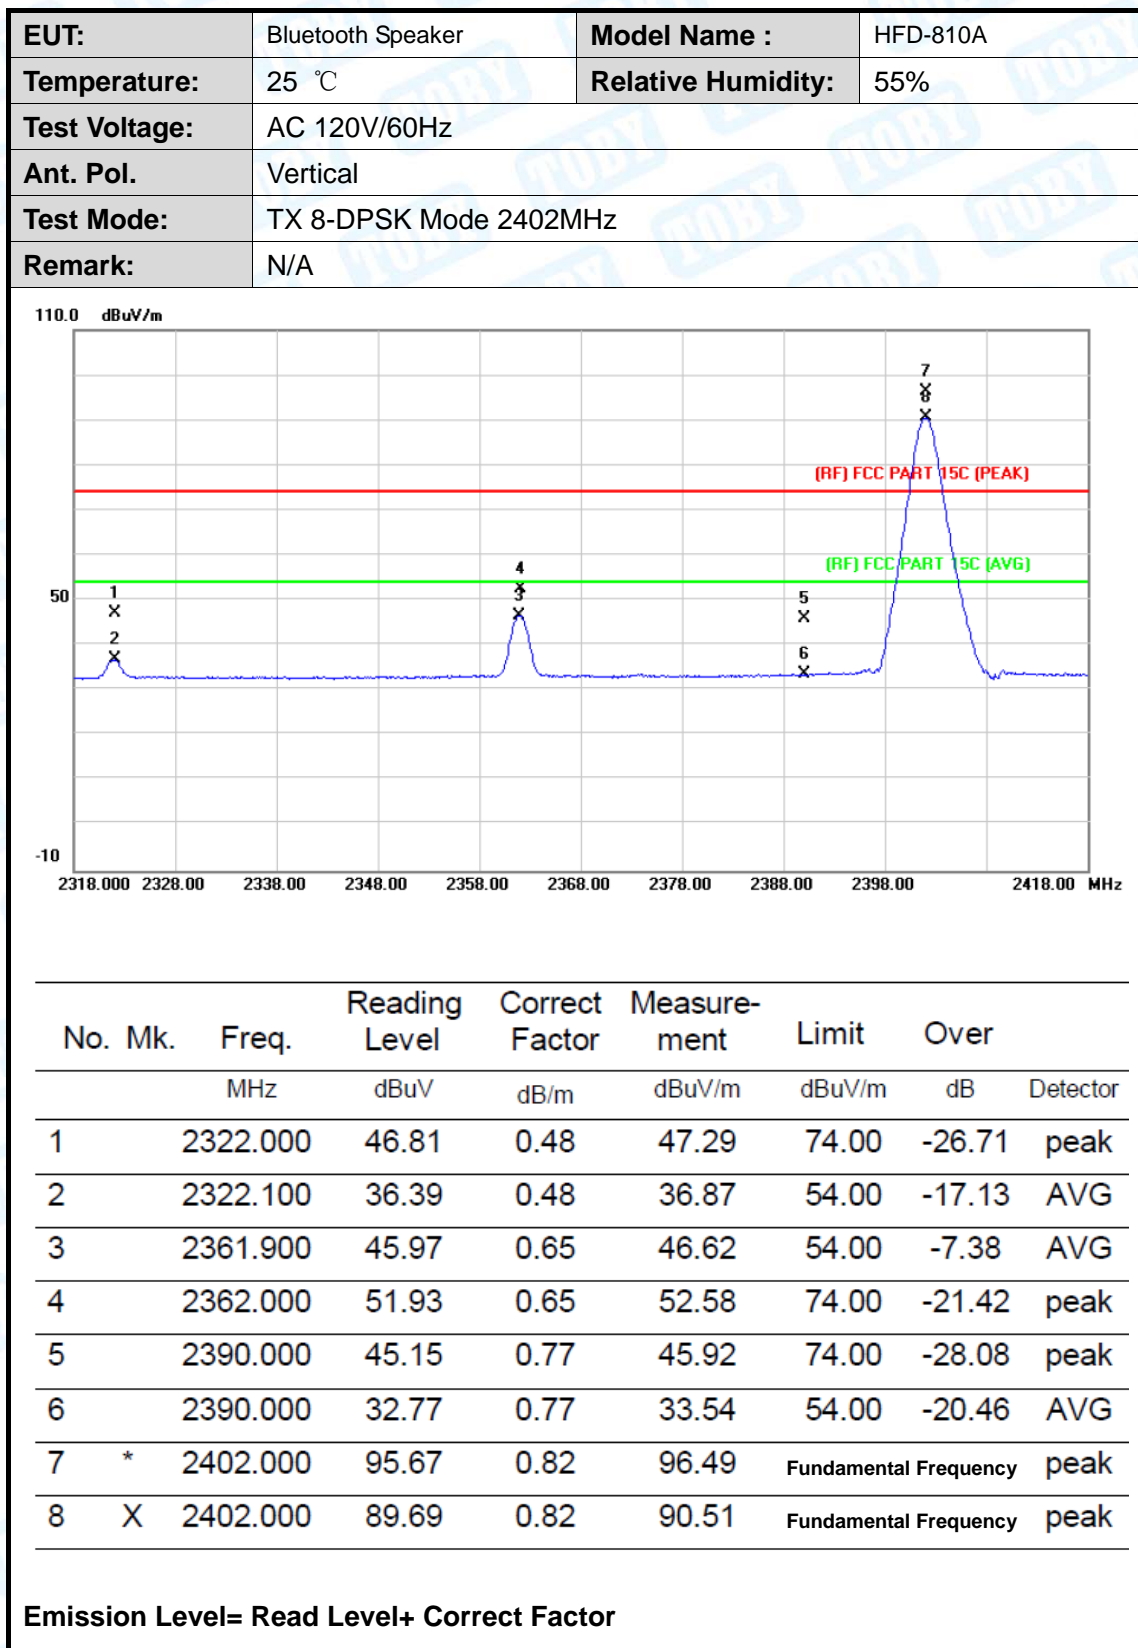 EUT: Bluetooth Speaker Model Name : HFD-810A
Temperature: 25 ℃ Relative Humidity: 55%
Test Voltage: AC 120V/60Hz
Ant. Pol. Vertical
Test Mode: TX 8-DPSK Mode 2402MHz
Remark: N/A
110.0 dBuV/m
7
8
(RF) FCC PART 15C (PEAK)
4
(RF) FCC PART 15C (AVG)
50 1 3 5
2 6
-10
2318.000 2328.00 2338.00 2348.00 2358.00 2368.00 2378.00 2388.00 2398.00 2418.00 MHz
No. Mk. Freq. Reading Level Correct Factor Measure-ment Limit Over
MHz dBuV dB/m dBuV/m dBuV/m dB Detector
1 2322.000 46.81 0.48 47.29 74.00 -26.71 peak
2 2322.100 36.39 0.48 36.87 54.00 -17.13 AVG
3 2361.900 45.97 0.65 46.62 54.00 -7.38 AVG
4 2362.000 51.93 0.65 52.58 74.00 -21.42 peak
5 2390.000 45.15 0.77 45.92 74.00 -28.08 peak
6 2390.000 32.77 0.77 33.54 54.00 -20.46 AVG
7 * 2402.000 95.67 0.82 96.49 Fundamental Frequency peak
8 X 2402.000 89.69 0.82 90.51 Fundamental Frequency peak
Emission Level= Read Level+ Correct Factor
TOBY